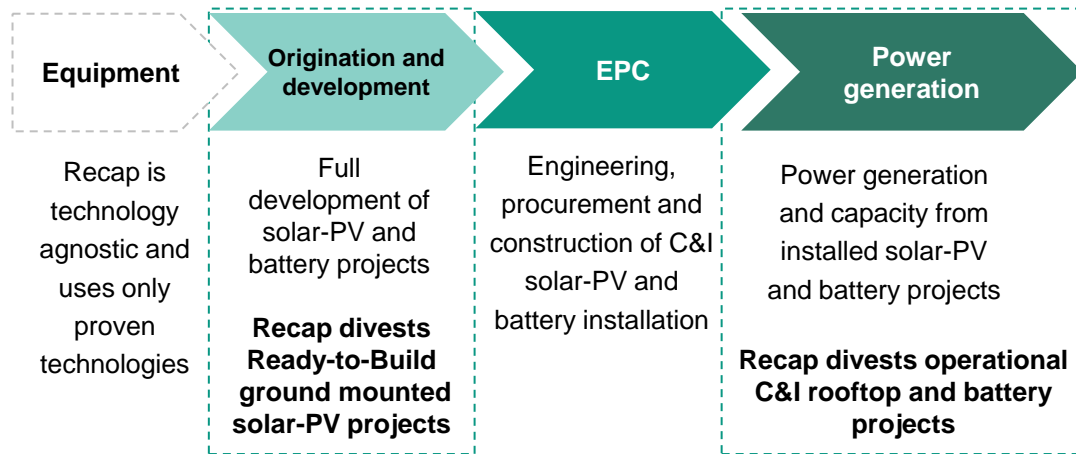 Equipment
Origination and
development
EPC
Power
generation
Recap is
technology
agnostic and
uses only
proven
technologies
Full
development of
solar-PV and
battery projects
Recap divests
Ready-to-Build
ground mounted
solar-PV projects
Engineering,
procurement and
construction of C&I
solar-PV and
battery installation
Power generation
and capacity from
installed solar-PV
and battery projects
Recap divests operational
C&I rooftop and battery
projects